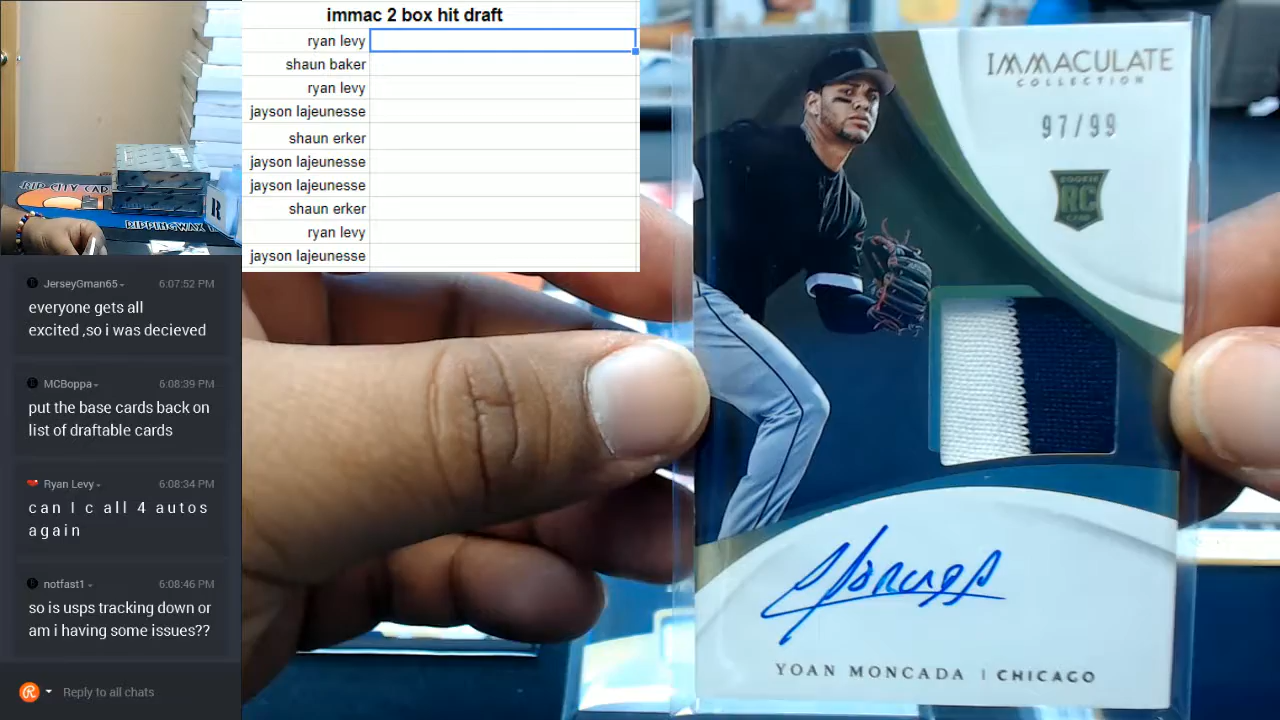 immac 2 box hit draft
ryan levy
shaun baker
ryan levy
jayson lajeunesse
shaun erker
jayson lajeunesse
jayson lajeunesse
shaun erker
ryan levy
jayson lajeunesse
RIP CITY CAR
R
RIPPINGWAX
JerseyGman65
6:07:52 PM
everyone gets all
excited ,so i was decieved
MCBoppa
6:08:39 PM
put the base cards back on
list of draftable cards
Ryan Levy
6:08:34 PM
can I c all 4 autos
again
notfast1
6:08:46 PM
so is usps tracking down or
am i having some issues??
Reply to all chats
IMMACULATE
COLLECTION
97/99
ROOKIE
RC
CARD
YOAN MONCADA | CHICAGO